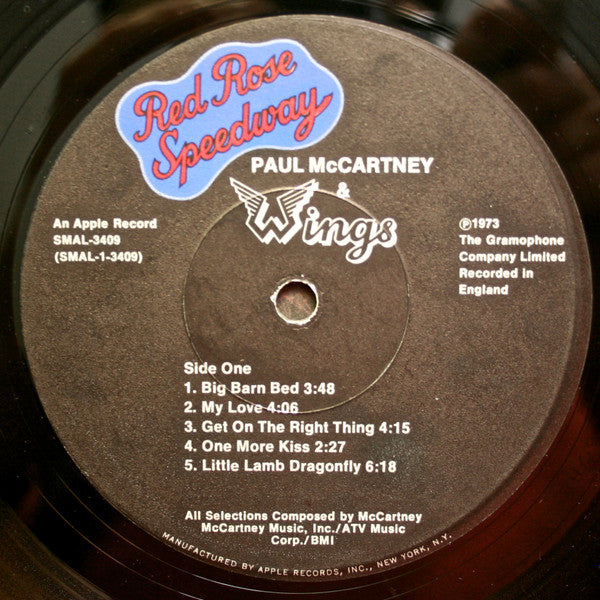 Red Rose
Speedway
PAUL McCARTNEY
&
Wings
An Apple Record
SMAL-3409
(SMAL-1-3409)
℗1973
The Gramophone
Company Limited
Recorded in
England
Side One
1. Big Barn Bed 3:48
2. My Love 4:06
3. Get On The Right Thing 4:15
4. One More Kiss 2:27
5. Little Lamb Dragonfly 6:18
All Selections Composed by McCartney
McCartney Music, Inc./ATV Music
Corp./BMI
MANUFACTURED BY APPLE RECORDS, INC., NEW YORK, N.Y.